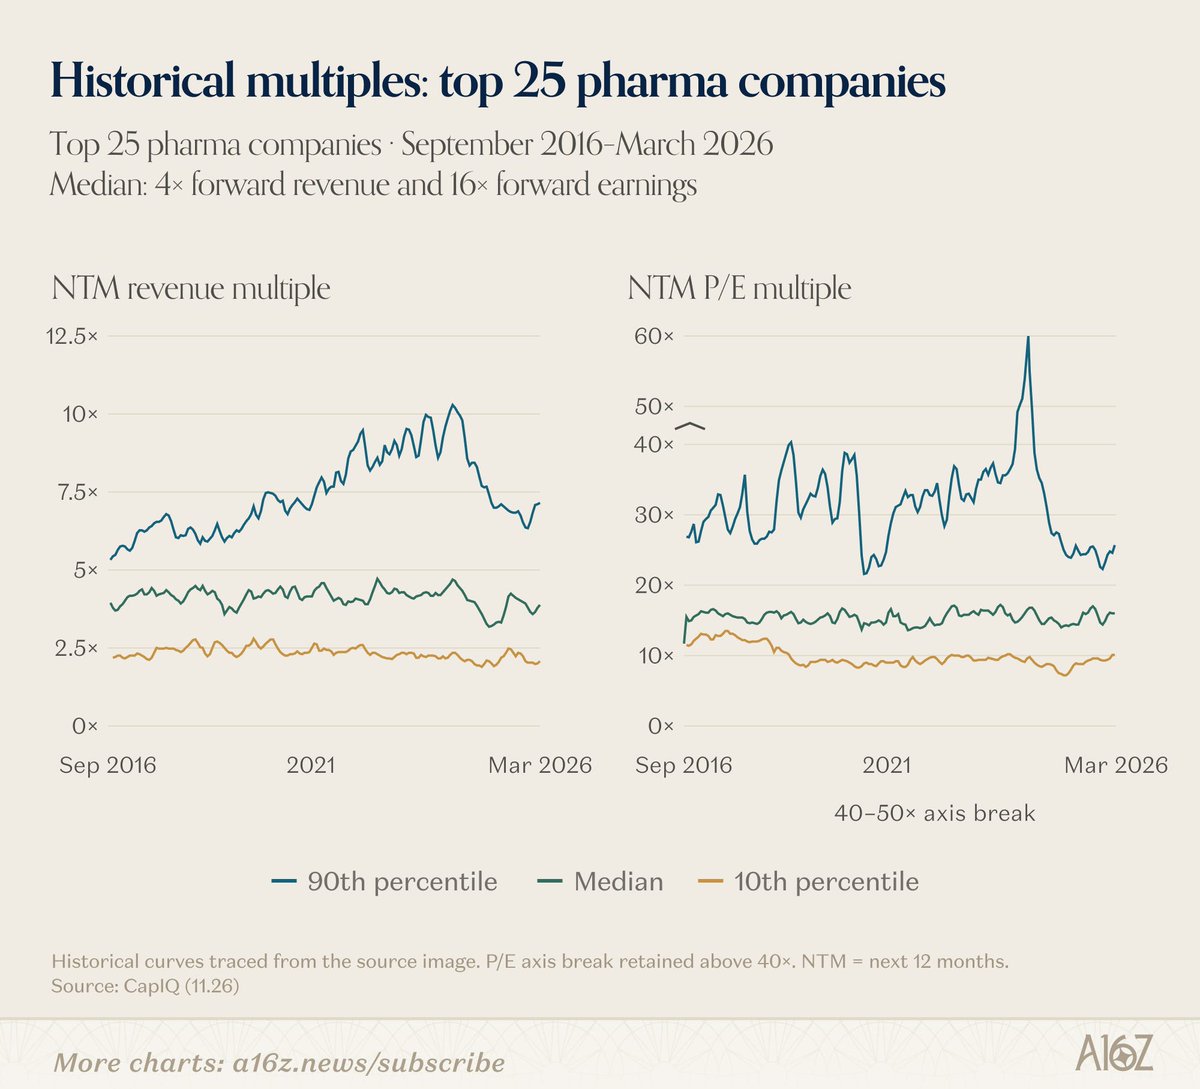 Historical multiples: top 25 pharma companies
Top 25 pharma companies · September 2016–March 2026
Median: 4× forward revenue and 16× forward earnings
NTM revenue multiple
12.5×
10×
7.5×
5×
2.5×
0×
Sep 2016 2021 Mar 2026
NTM P/E multiple
60×
50×
40×
30×
20×
10×
0×
Sep 2016 2021 Mar 2026
40–50× axis break
90th percentile Median 10th percentile
Historical curves traced from the source image. P/E axis break retained above 40×. NTM = next 12 months.
Source: CapIQ (11.26)
More charts: a16z.news/subscribe
A16Z